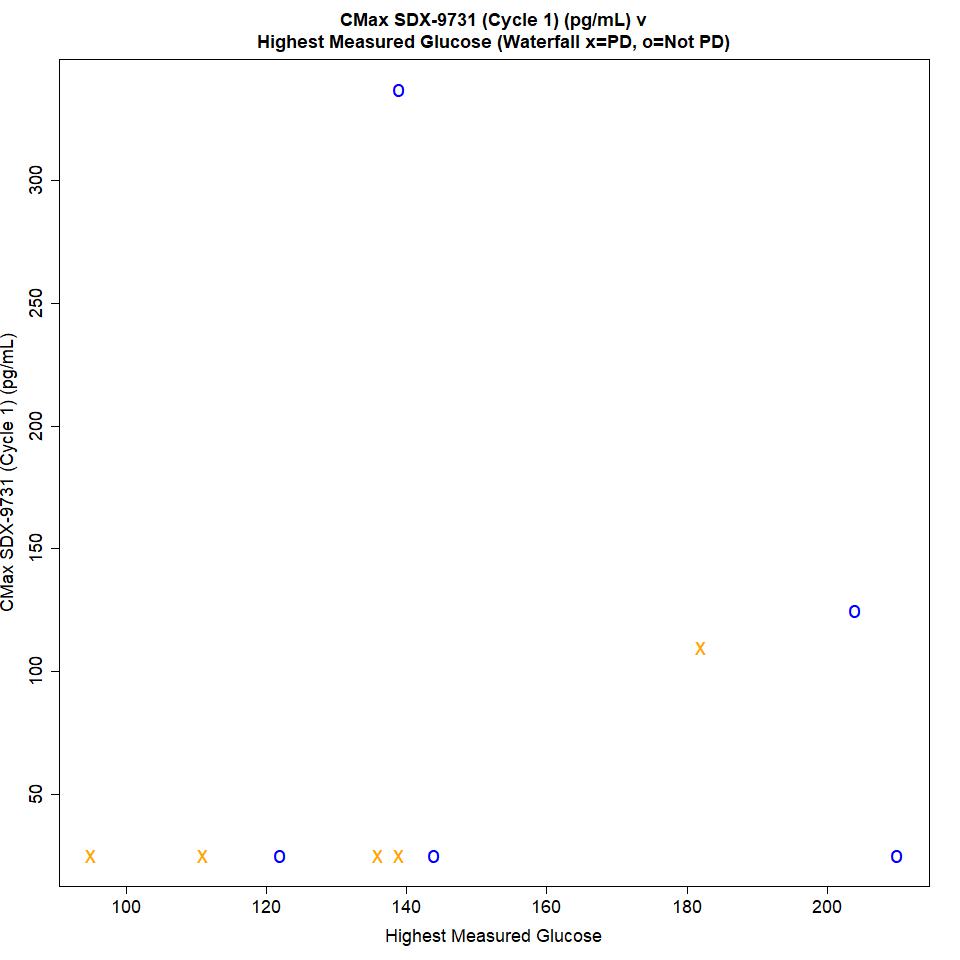 CMax SDX-9731 (Cycle 1) (pg/mL) v
Highest Measured Glucose (Waterfall x=PD, o=Not PD)
CMax SDX-9731 (Cycle 1) (pg/mL)
300
250
200
150
100
50
o
o
x
x
x
o
x
x
o
o
100
120
140
160
180
200
Highest Measured Glucose